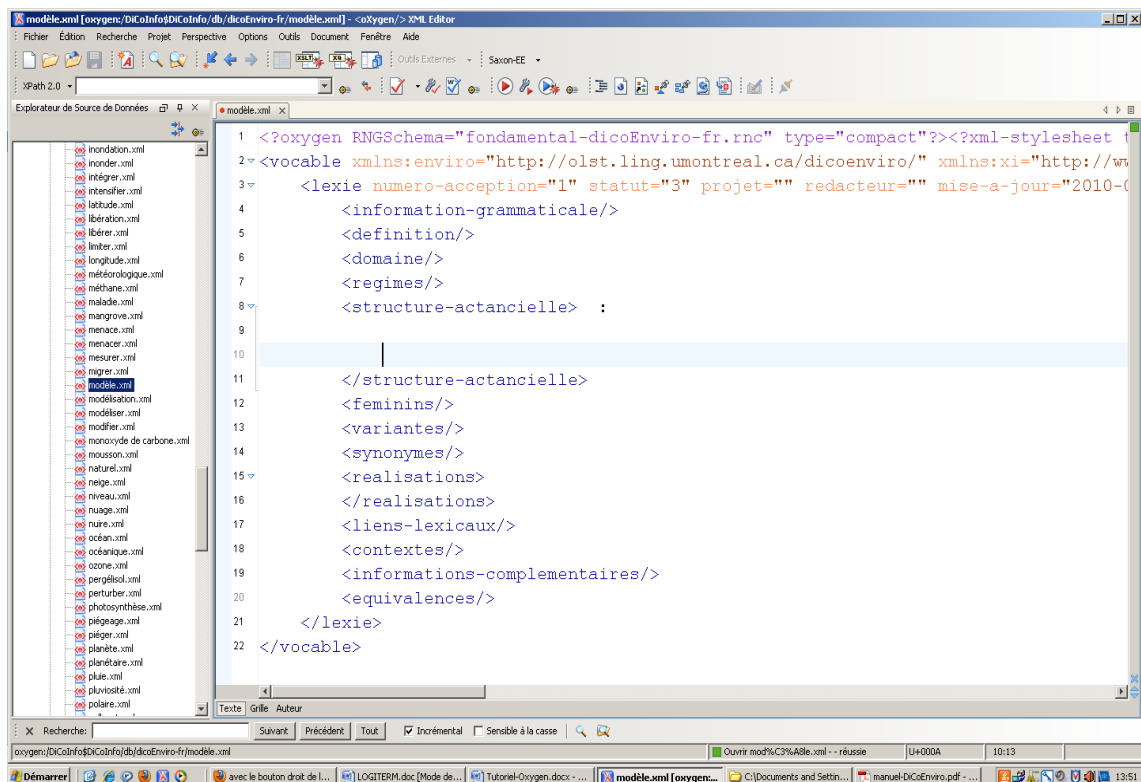 modèle.xml [oxygen:/DiCoInfo$DiCoInfo/db/dicoEnviro-fr/modèle.xml] - <oXygen/> XML Editor
Fichier Édition Recherche Projet Perspective Options Outils Document Fenêtre Aide
Outils Externes Saxon-EE
XPath 2.0
Explorateur de Source de Données
modèle.xml
inondation.xml
inonder.xml
intégrer.xml
intensifier.xml
latitude.xml
libération.xml
libérer.xml
limiter.xml
longitude.xml
météorologique.xml
méthane.xml
maladie.xml
mangrove.xml
menace.xml
menacer.xml
mesurer.xml
migrer.xml
modèle.xml
modélisation.xml
modéliser.xml
modifier.xml
monoxyde de carbone.xml
mousson.xml
naturel.xml
neige.xml
niveau.xml
nuage.xml
nuire.xml
océan.xml
océanique.xml
ozone.xml
pergélisol.xml
perturber.xml
photosynthèse.xml
piégeage.xml
piéger.xml
planète.xml
planétaire.xml
pluie.xml
pluviosité.xml
polaire.xml
1 <?oxygen RNGSchema="fondamental-dicoEnviro-fr.rnc" type="compact"?><?xml-stylesheet t
2 <vocable xmlns:enviro="http://olst.ling.umontreal.ca/dicoenviro/" xmlns:xi="http://ww
3 <lexie numero-acception="1" statut="3" projet="" redacteur="" mise-a-jour="2010-0
4 <information-grammaticale/>
5 <definition/>
6 <domaine/>
7 <regimes/>
8 <structure-actancielle> :
9
10
11 </structure-actancielle>
12 <feminins/>
13 <variantes/>
14 <synonymes/>
15 <realisations>
16 </realisations>
17 <liens-lexicaux/>
18 <contextes/>
19 <informations-complementaires/>
20 <equivalences/>
21 </lexie>
22 </vocable>
Texte Grille Auteur
X Recherche: Suivant Précédent Tout Incrémental Sensible à la casse
oxygen:/DiCoInfo$DiCoInfo/db/dicoEnviro-fr/modèle.xml Ouvrir mod%C3%A8le.xml - - réussie U+000A 10:13
Démarrer avec le bouton droit de l... LOGITERM.doc [Mode de... Tutoriel-Oxygen.docx - ... modèle.xml [oxygen:... C:\Documents and Settin... manuel-DiCoEnviro.pdf - ... 13:51